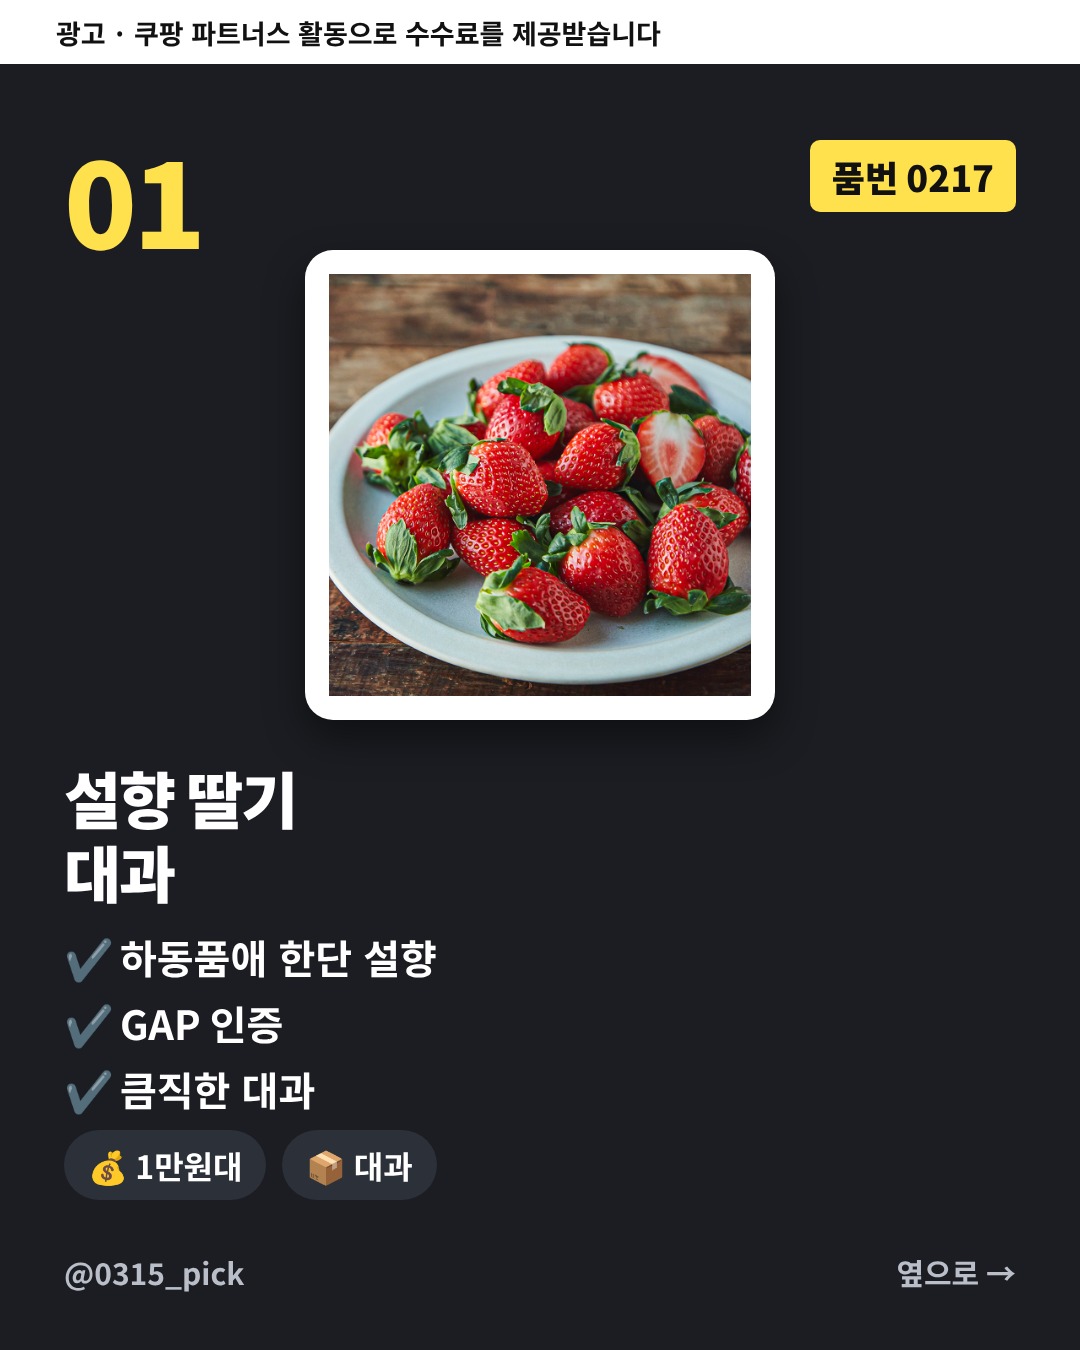 광고 · 쿠팡 파트너스 활동으로 수수료를 제공받습니다
01
품번 0217
설향 딸기
대과
✔️ 하동품애 한단 설향
✔️ GAP 인증
✔️ 큼직한 대과
💰 1만원대
📦 대과
@0315_pick
옆으로 →